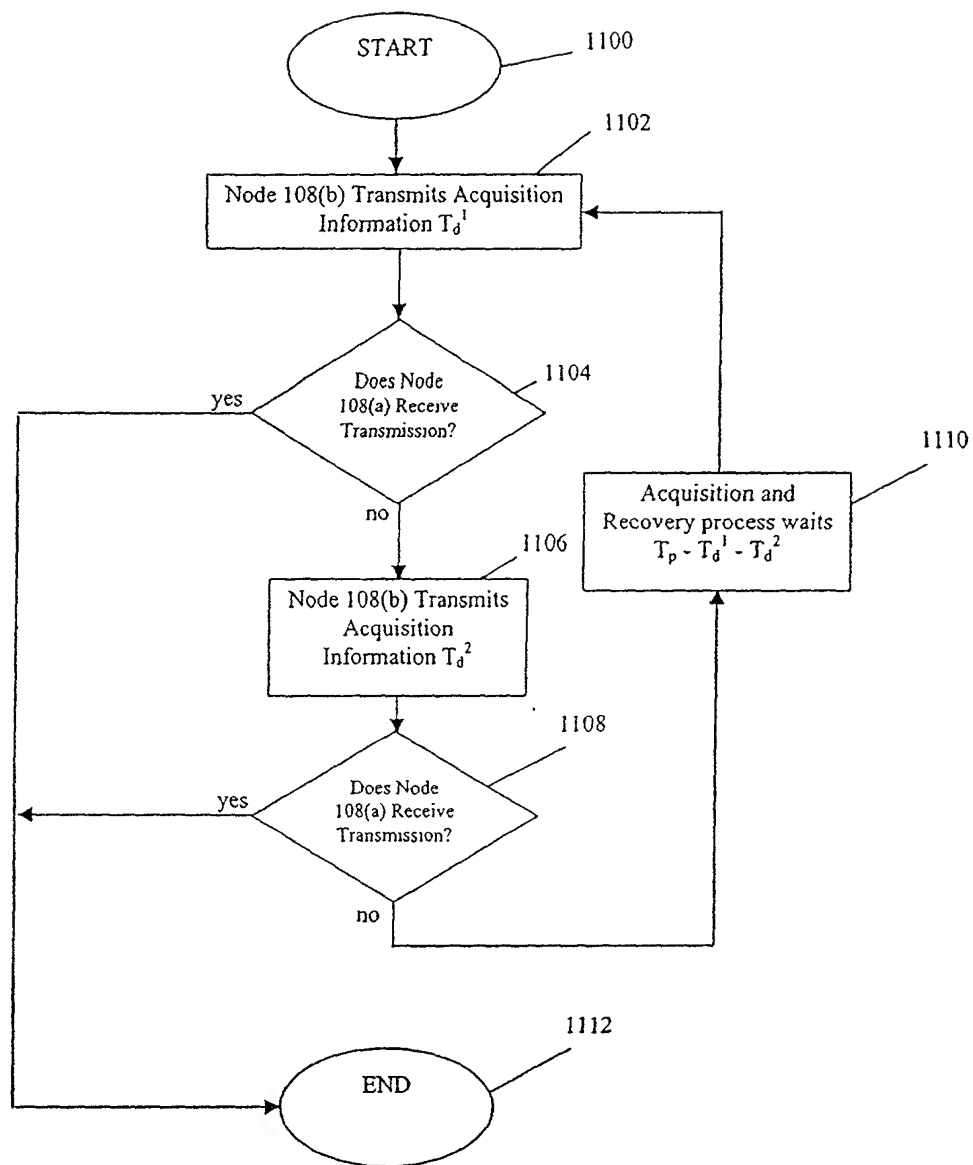 START
1100
1102
Node 108(b) Transmits Acquisition
Information T_d^1
Does Node
108(a) Receive
Transmission?
1104
yes
no
1110
Acquisition and
Recovery process waits
T_p - T_d^1 - T_d^2
1106
Node 108(b) Transmits
Acquisition
Information T_d^2
1108
Does Node
108(a) Receive
Transmission?
yes
no
1112
END